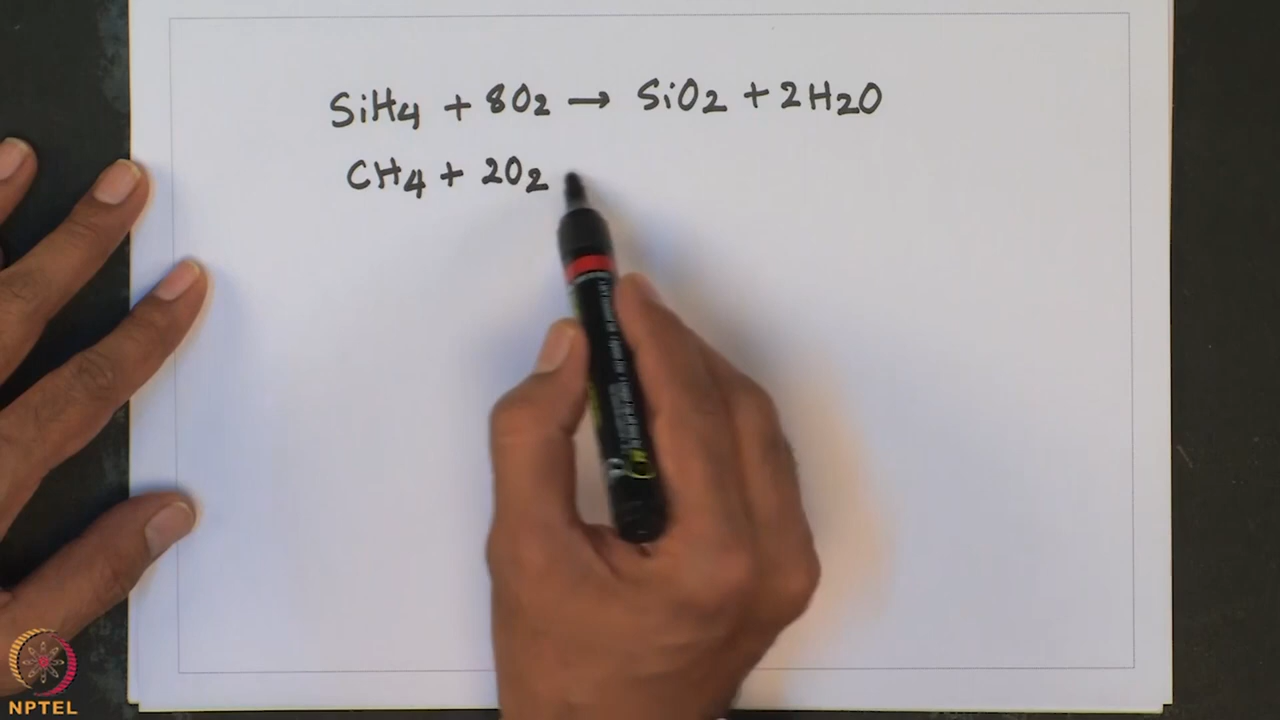 SiH4 + 8O2 → SiO2 + 2H2O
CH4 + 2O2
NPTEL